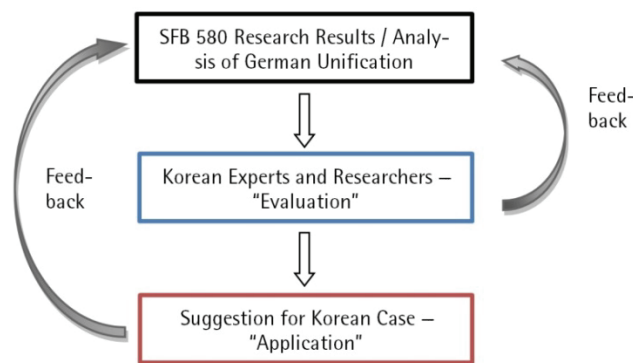 SFB 580 Research Results / Analy-
sis of German Unification
Feed-
back
Korean Experts and Researchers –
“Evaluation”
Feed-
back
Suggestion for Korean Case –
“Application”